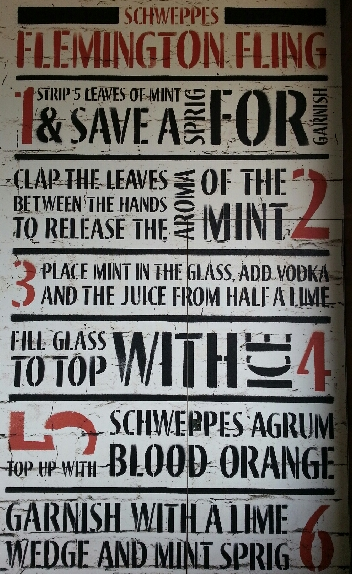 SCHWEPPES
FLEMINGTON FLING
1 STRIP 5 LEAVES OF MINT
& SAVE A SPRIG FOR GARNISH
CLAP THE LEAVES
BETWEEN THE HANDS
TO RELEASE THE
AROMA
OF THE
MINT 2
3 PLACE MINT IN THE GLASS, ADD VODKA
AND THE JUICE FROM HALF A LIME
FILL GLASS
TO TOP WITH ICE 4
5
TOP UP WITH
SCHWEPPES AGRUM
BLOOD ORANGE
GARNISH WITH A LIME
WEDGE AND MINT SPRIG 6